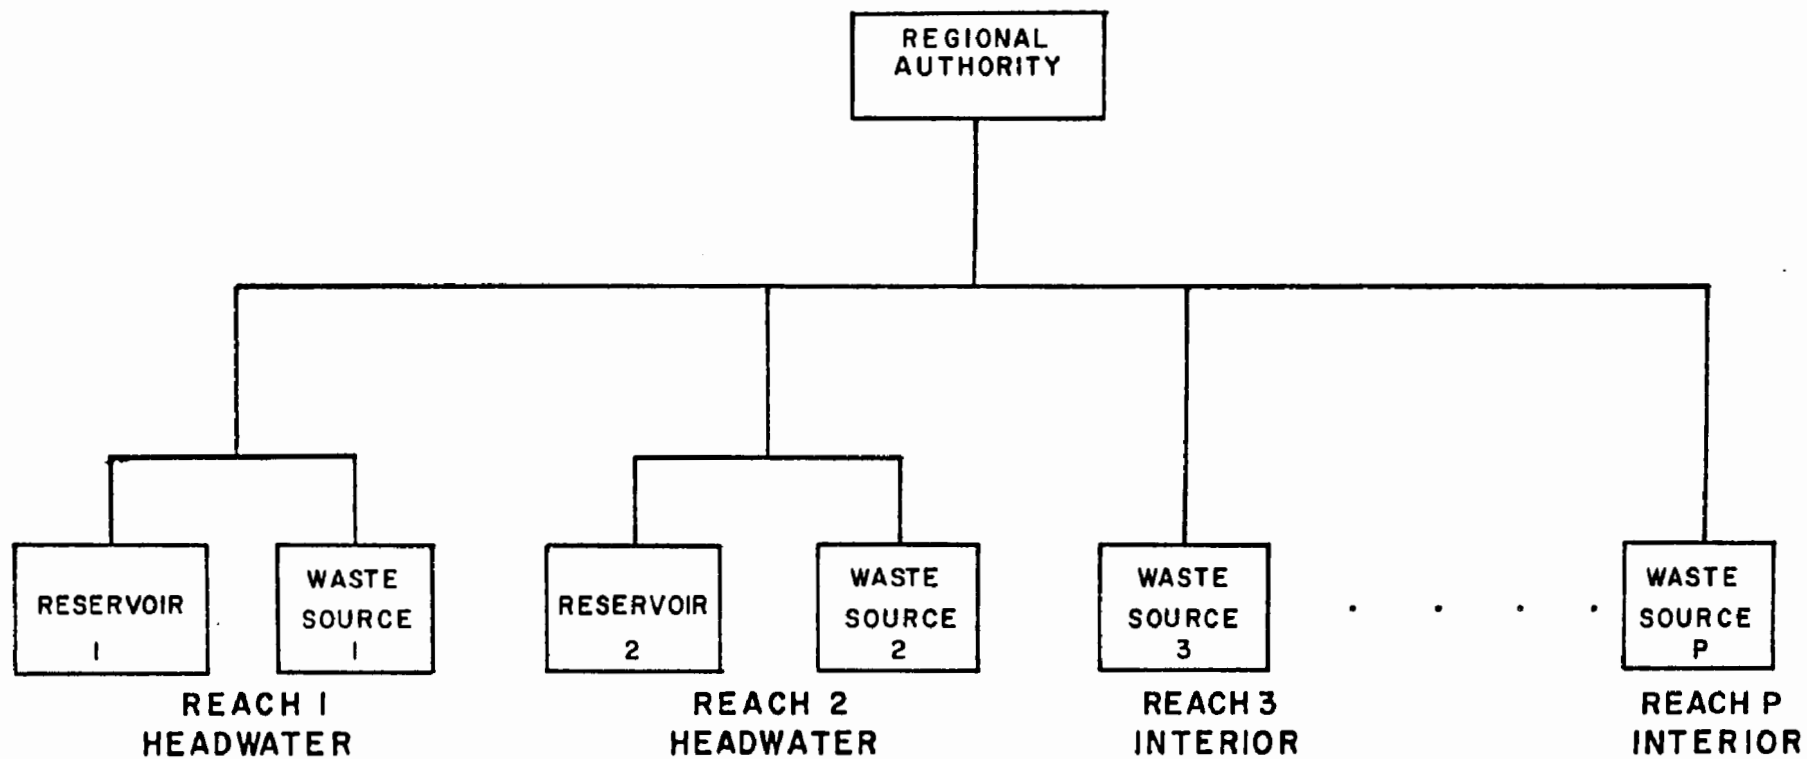 REGIONAL
AUTHORITY
RESERVOIR
1
WASTE
SOURCE
1
RESERVOIR
2
WASTE
SOURCE
2
WASTE
SOURCE
3
. . . .
WASTE
SOURCE
P
REACH 1
HEADWATER
REACH 2
HEADWATER
REACH 3
INTERIOR
REACH P
INTERIOR